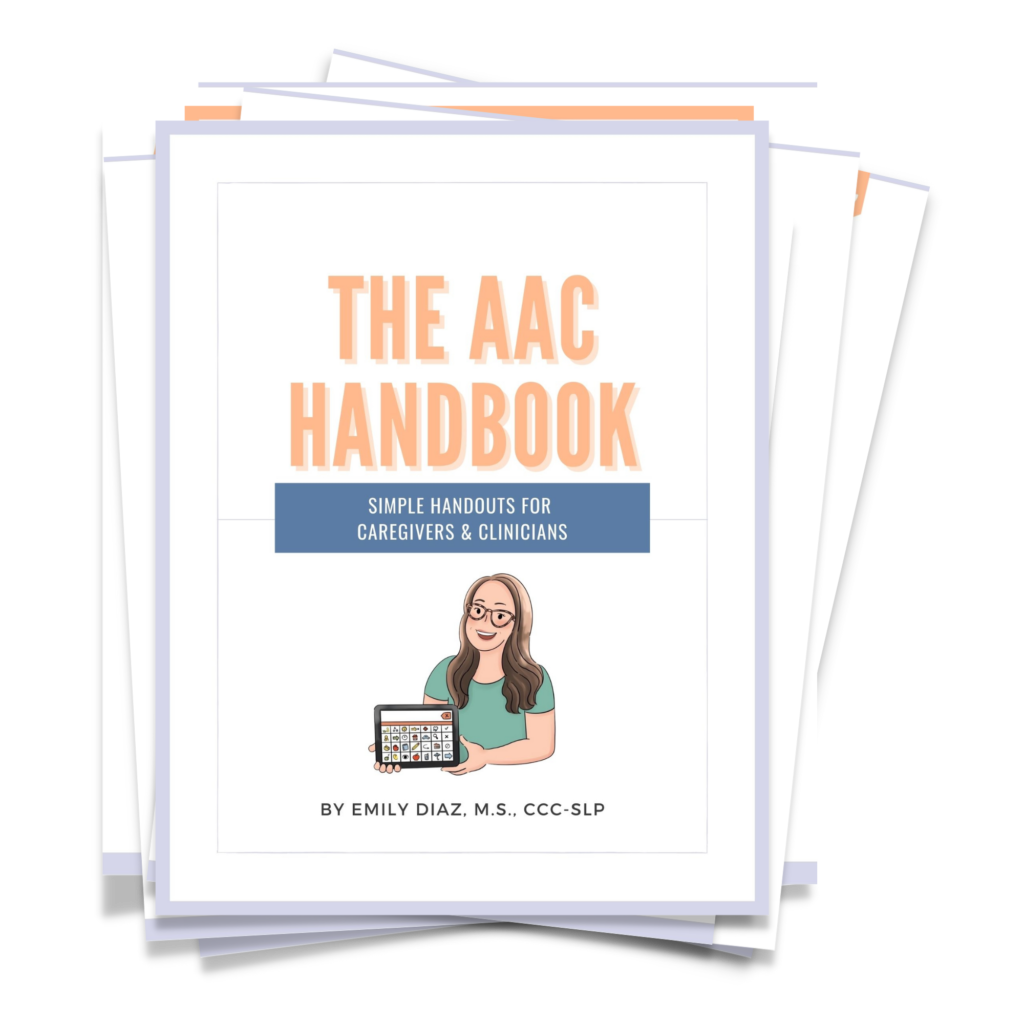 THE AAC
HANDBOOK
SIMPLE HANDOUTS FOR
CAREGIVERS & CLINICIANS
BY EMILY DIAZ, M.S., CCC-SLP